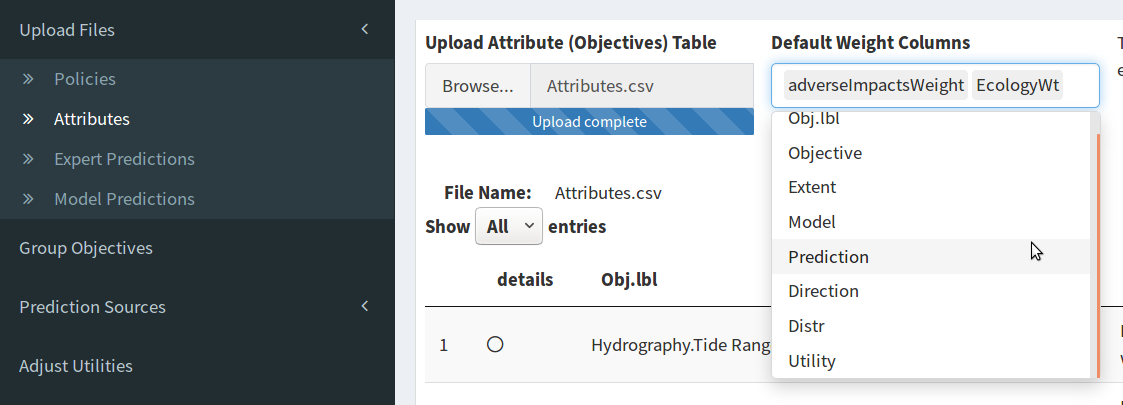 Upload Files
Policies
Attributes
Expert Predictions
Model Predictions
Group Objectives
Prediction Sources
Adjust Utilities
Upload Attribute (Objectives) Table
Browse... Attributes.csv
Upload complete
File Name: Attributes.csv
Show All entries
details Obj.lbl
1 Hydrography.Tide Rang
Default Weight Columns
adverseImpactsWeight EcologyWt
Obj.lbl
Objective
Extent
Model
Prediction
Direction
Distr
Utility